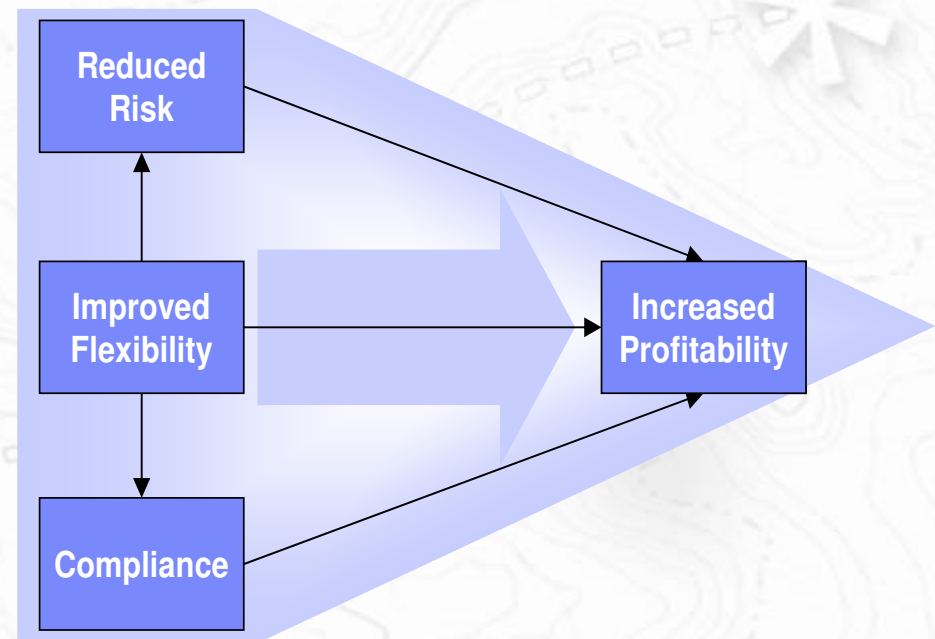 Reduced
Risk
Improved
Flexibility
Increased
Profitability
Compliance